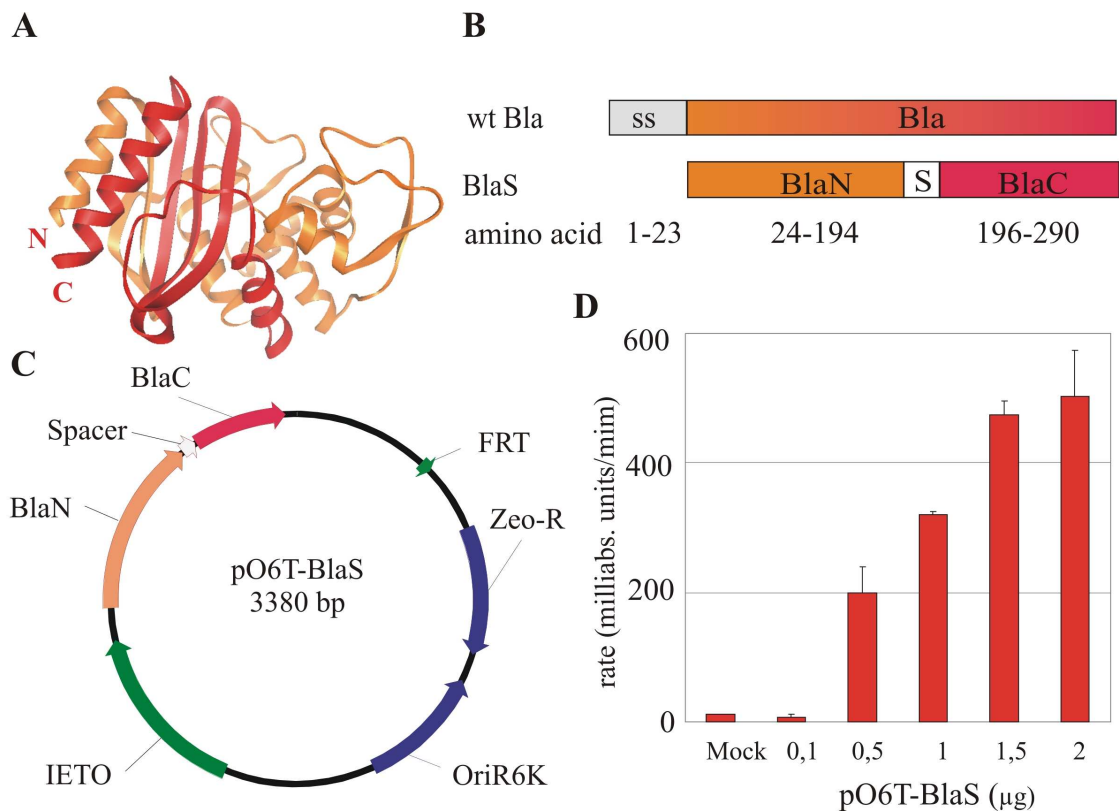 A
N
C
B
wt Bla
ss
Bla
BlaS
BlaN
S
BlaC
amino acid
1-23
24-194
196-290
C
BlaC
Spacer
FRT
BlaN
Zeo-R
pO6T-BlaS
3380 bp
IETO
OriR6K
D
rate (milliabs. units/mim)
600
400
200
0
Mock
0,1
0,5
1
1,5
2
pO6T-BlaS (µg)